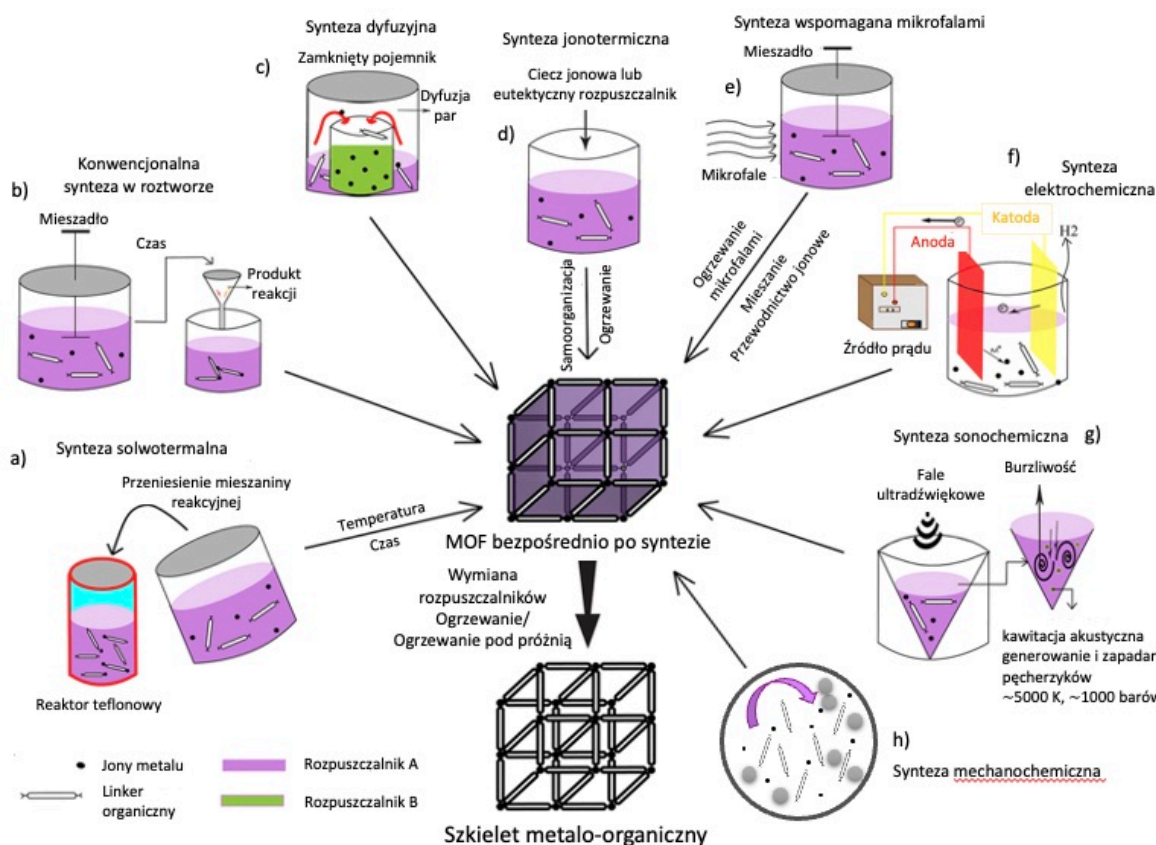 Synteza dyfuzyjna
Zamknięty pojemnik
c)
Dyfuzja
par
Synteza jonotermiczna
Ciecz jonowa lub
eutektyczny rozpuszczalnik
d)
Synteza wspomagana mikrofalami
Mieszadło
e)
Mikrofale
f)
Synteza
elektrochemiczna
Katoda
Anoda
H2
Źródło prądu
b)
Konwencjonalna
synteza w roztworze
Mieszadło
Czas
Produkt
reakcji
Samoorganizacja
Ogrzewanie
Ogrzewanie
mikrofalami
Mieszanie
Przewodnictwo jonowe
a)
Synteza solwotermalna
Przeniesienie mieszaniny
reakcyjnej
Temperatura
Czas
Reaktor teflonowy
MOF bezpośrednio po syntezie
Wymiana
rozpuszczalników
Ogrzewanie/
Ogrzewanie pod próżnią
Synteza sonochemiczna
g)
Fale
ultradźwiękowe
Burzliwość
kawitacja akustyczna
generowanie i zapadan
pęcherzyków
~5000 K, ~1000 barów
h)
Synteza mechanochemiczna
Jony metalu
Linker
organiczny
Rozpuszczalnik A
Rozpuszczalnik B
Szkielet metalo-organiczny